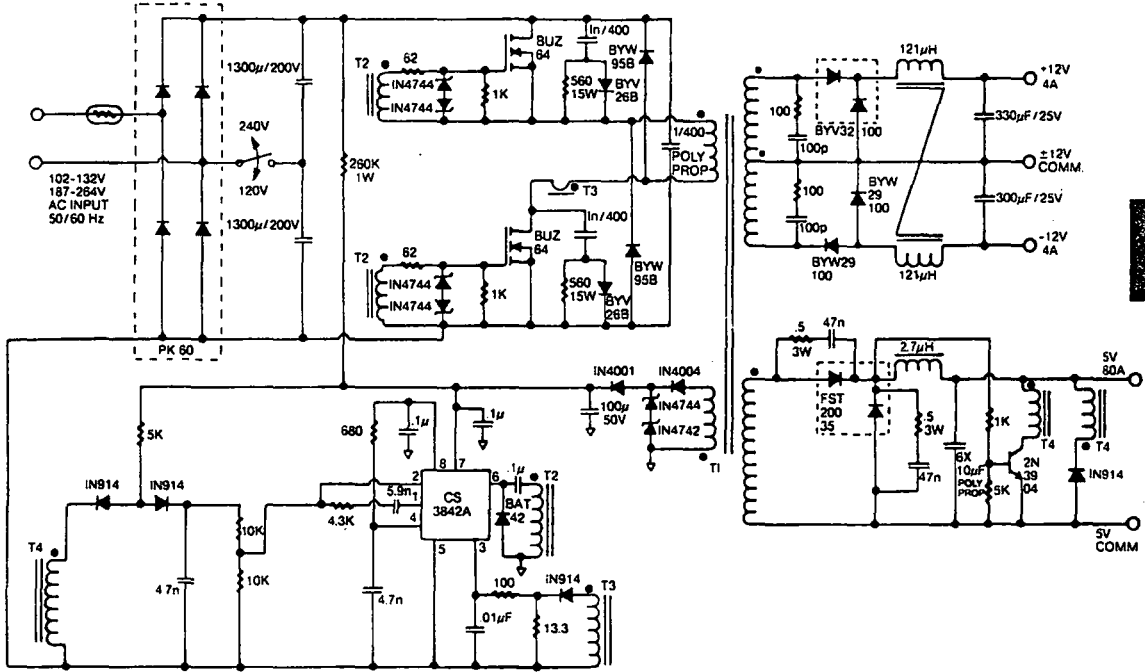 102-132V
187-264V
AC INPUT
50/60 Hz
PK 60
240V
120V
1300μ/200V
1300μ/200V
260K
1W
T2
62
IN4744
IN4744
1K
BUZ
64
In/400
560
15W
BYV
26B
BYW
95B
1/400
POLY
PROP
T3
T2
62
IN4744
IN4744
1K
BUZ
64
In/400
560
15W
BYV
26B
BYW
95B
T1
100
100p
100
100p
BYV32
100
BYW
29
100
BYW29
100
121μH
121μH
330μF/25V
300μF/25V
+12V
4A
±12V
COMM.
-12V
4A
.5
3W
47n
FST
200
35
2.7μH
.5
3W
47n
6X
10μF
POLY
PROP
1K
5K
2N
39
04
T4
T4
IN914
5V
80A
5V
COMM
IN4001
IN4004
IN4744
IN4742
100μ
50V
5K
IN914
IN914
T4
4.7n
10K
10K
680
.1μ
.1μ
4.3K
5.9n
CS
3842A
8
7
2
1
4
6
5
3
.1μ
BAT
42
T2
4.7n
100
.01μF
13.3
iN914
T3